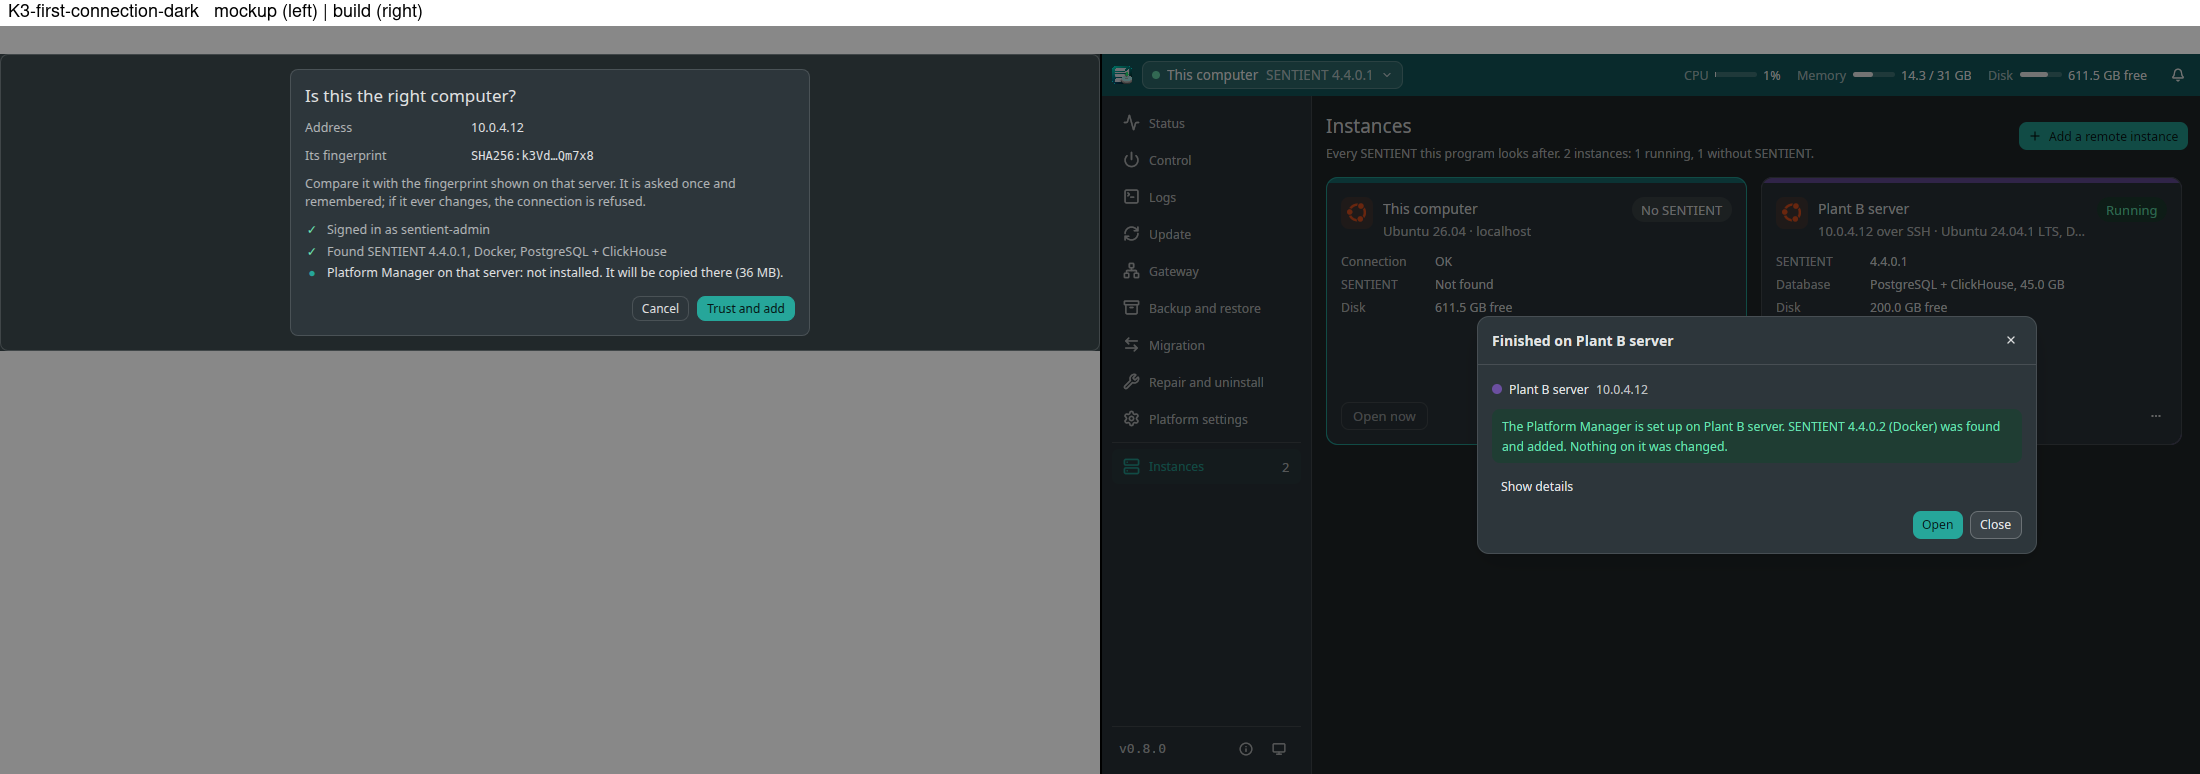 K3-first-connection-dark mockup (left) | build (right)
Is this the right computer?
Address 10.0.4.12
Its fingerprint SHA256:k3Vd…Qm7x8
Compare it with the fingerprint shown on that server. It is asked once and
remembered; if it ever changes, the connection is refused.
✓ Signed in as sentient-admin
✓ Found SENTIENT 4.4.0.1, Docker, PostgreSQL + ClickHouse
Platform Manager on that server: not installed. It will be copied there (36 MB).
Cancel Trust and add
This computer SENTIENT 4.4.0.1
CPU 1% Memory 14.3 / 31 GB Disk 611.5 GB free
Status
Control
Logs
Update
Gateway
Backup and restore
Migration
Repair and uninstall
Platform settings
Instances 2
v0.8.0
Instances
+ Add a remote instance
Every SENTIENT this program looks after. 2 instances: 1 running, 1 without SENTIENT.
This computer No SENTIENT
Ubuntu 26.04 · localhost
Connection OK
SENTIENT Not found
Disk 611.5 GB free
Open now
Plant B server Running
10.0.4.12 over SSH · Ubuntu 24.04.1 LTS, D...
SENTIENT 4.4.0.1
Database PostgreSQL + ClickHouse, 45.0 GB
Disk 200.0 GB free
...
Finished on Plant B server ×
Plant B server 10.0.4.12
The Platform Manager is set up on Plant B server. SENTIENT 4.4.0.2 (Docker) was found
and added. Nothing on it was changed.
Show details
Open Close